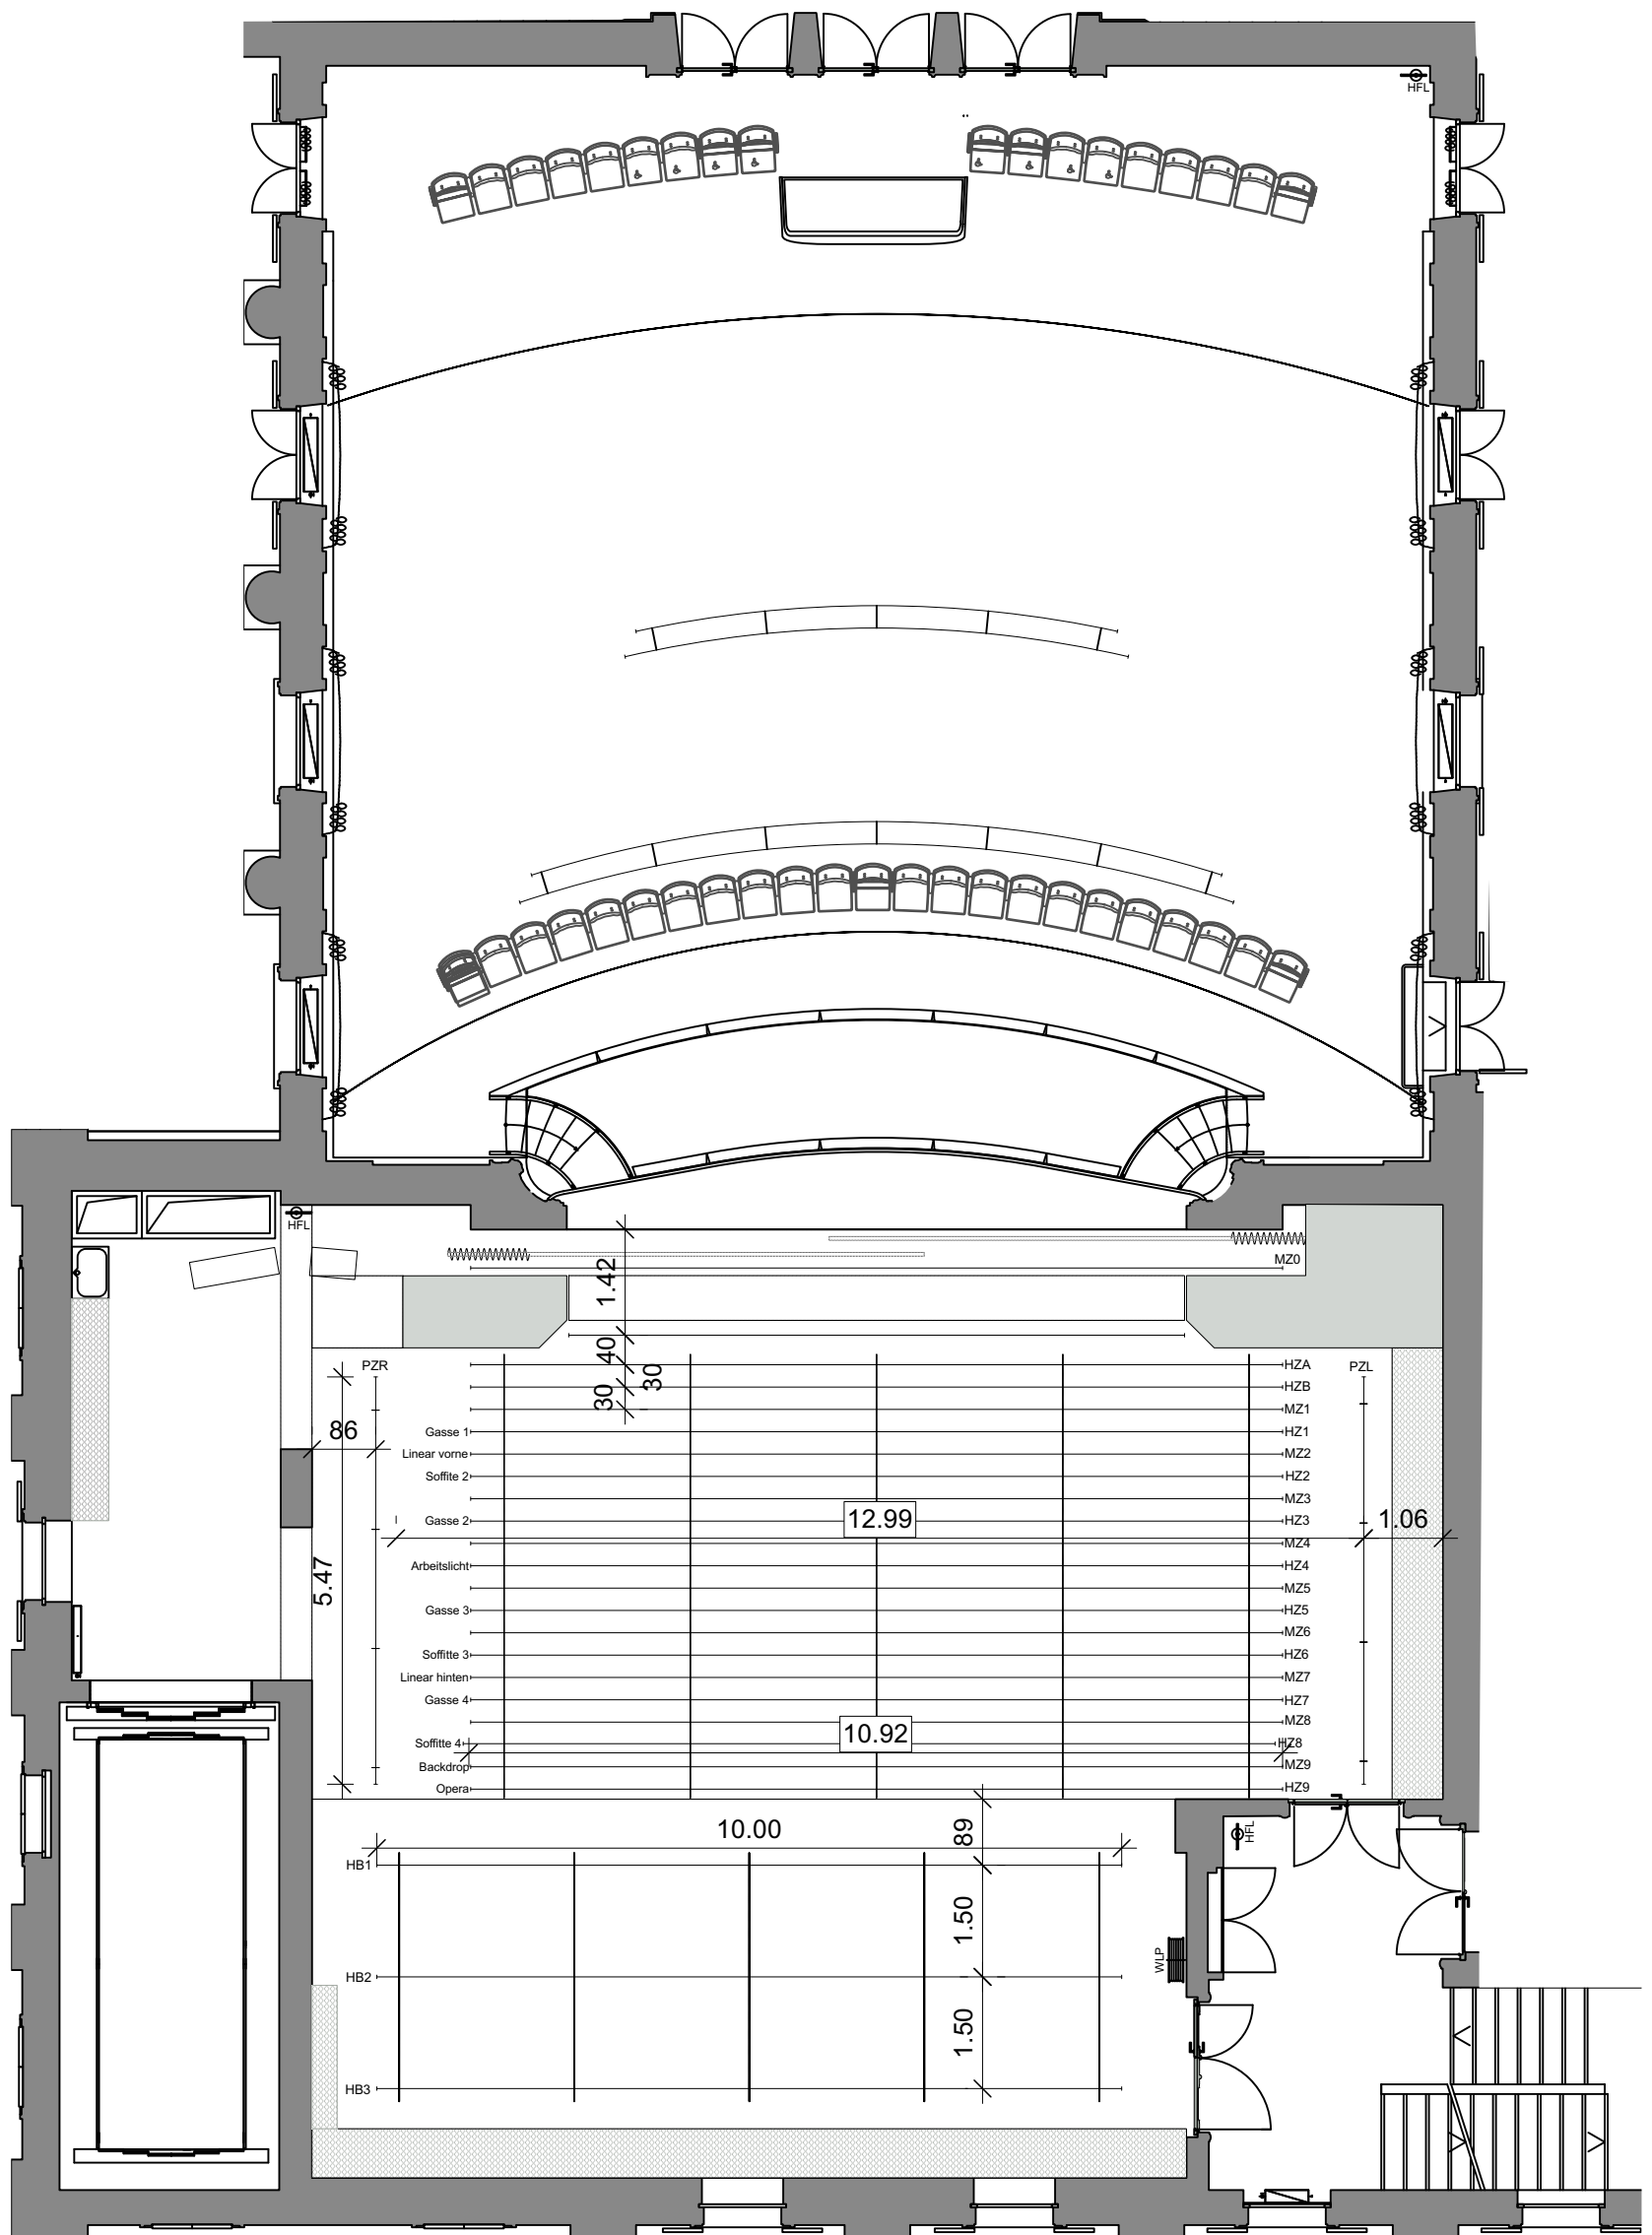 HFL
HFL
MZ0
1.42
40
30
30
PZR
HZA
PZL
HZB
MZ1
86
Gasse 1
HZ1
Linear vorne
MZ2
Soffite 2
HZ2
MZ3
Gasse 2
12.99
HZ3
1.06
MZ4
Arbeitslicht
HZ4
5.47
MZ5
Gasse 3
HZ5
MZ6
Soffitte 3
HZ6
Linear hinten
MZ7
Gasse 4
HZ7
10.92
MZ8
Soffitte 4
HZ8
Backdrop
MZ9
Opera
HZ9
10.00
89
HFL
HB1
1.50
WLP
HB2
1.50
HB3